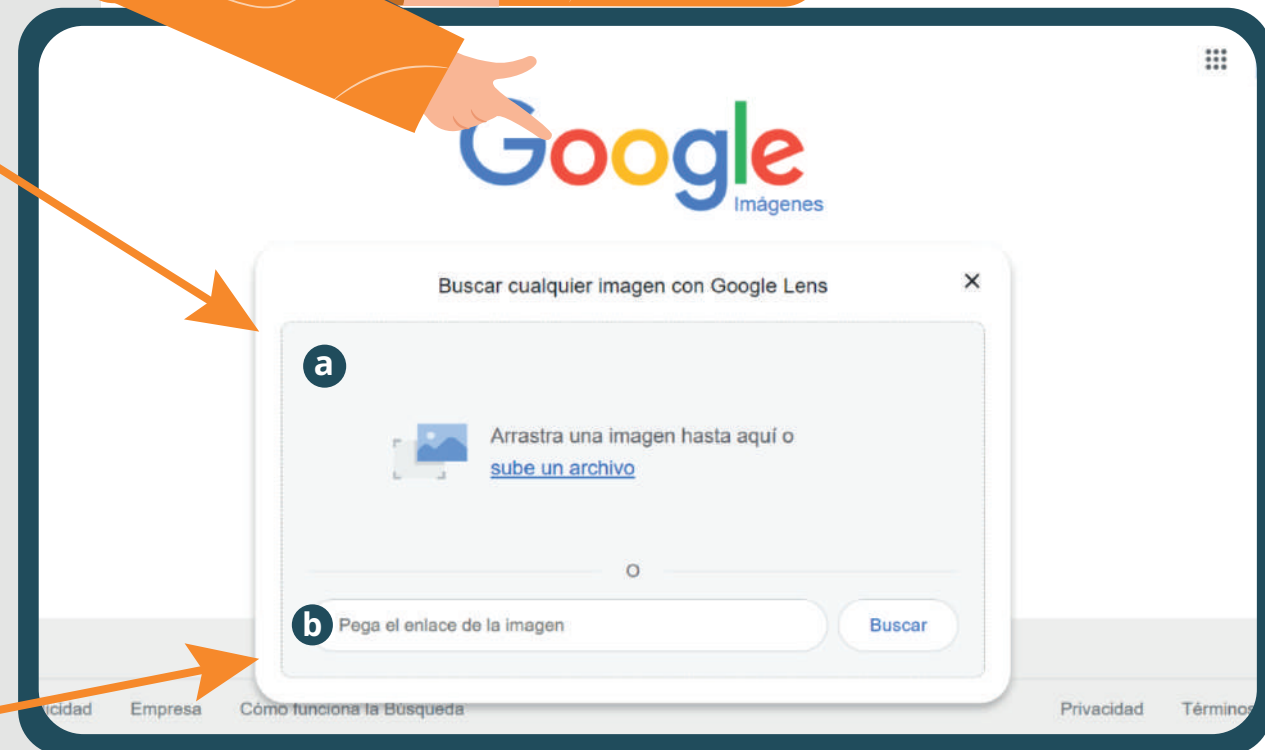 Google
Imágenes
Buscar cualquier imagen con Google Lens
a
Arrastra una imagen hasta aquí o
sube un archivo
O
b
Pega el enlace de la imagen
Buscar
Empresa
Cómo funciona la Búsqueda
Privacidad
Términos